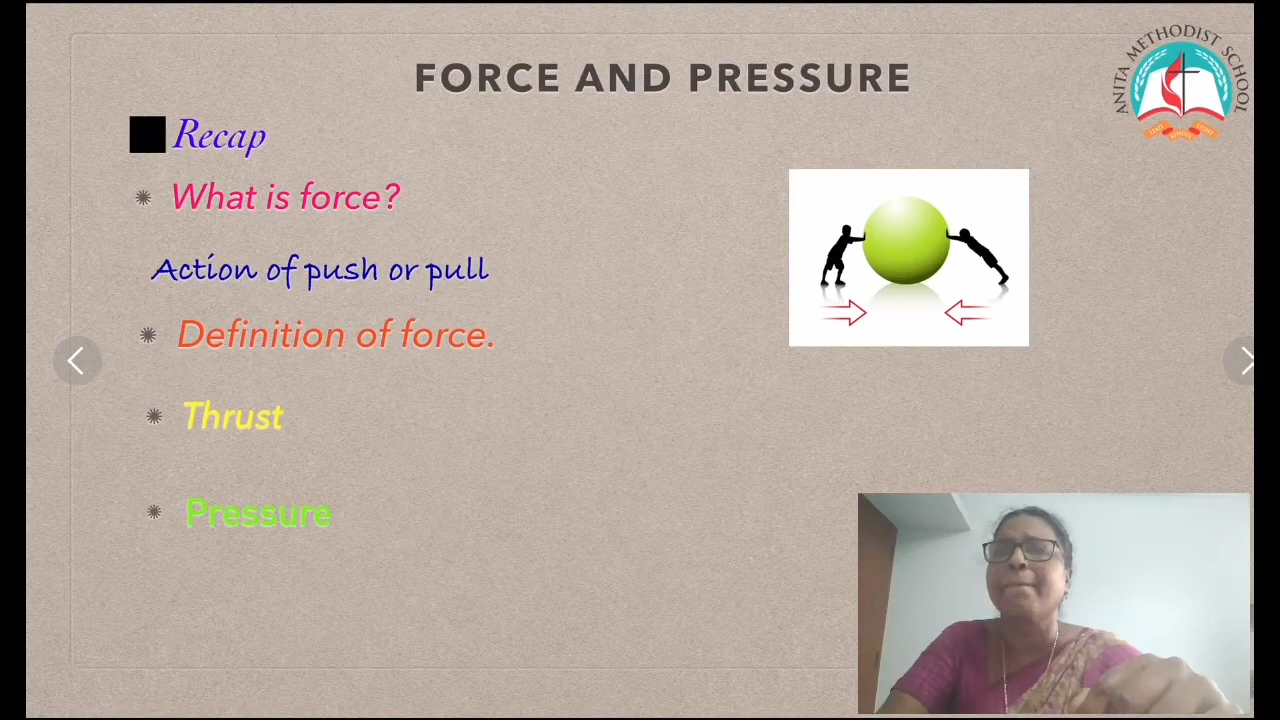 FORCE AND PRESSURE
ANITA METHODIST SCHOOL
Recap
What is force?
Action of push or pull
Definition of force.
Thrust
Pressure